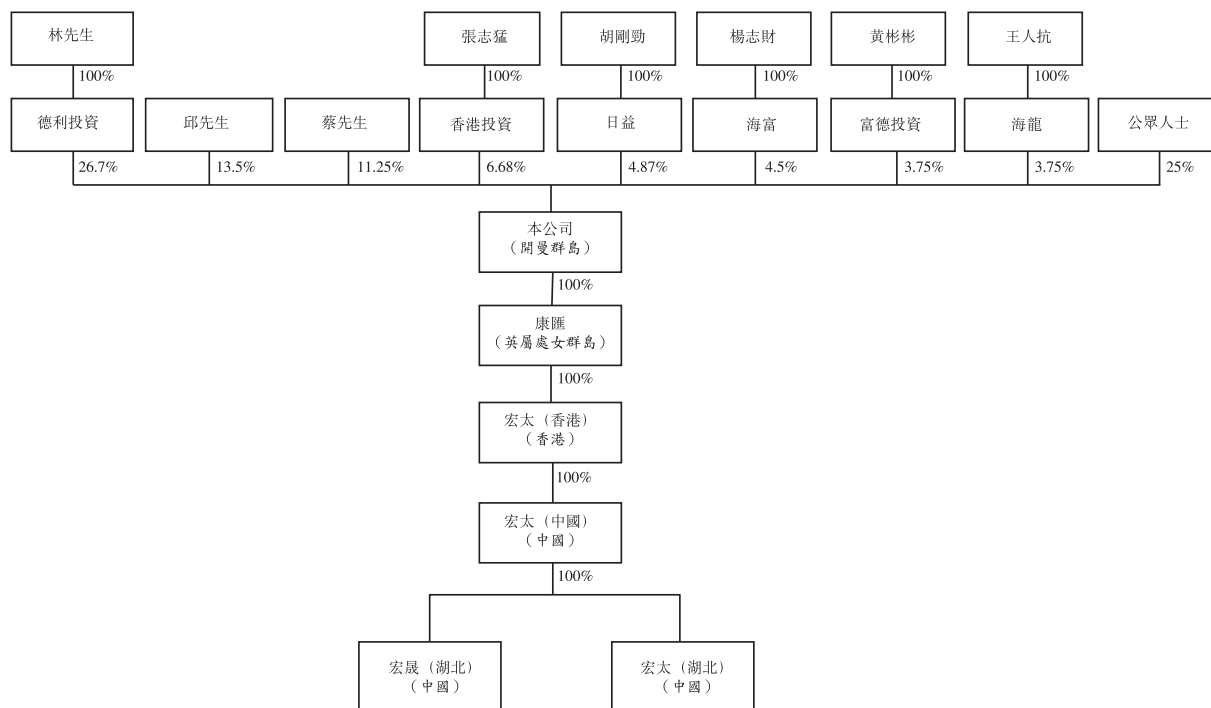 林先生
張志猛
胡剛勁
楊志財
黃彬彬
王人抗
100%
100%
100%
100%
100%
100%
德利投資
邱先生
蔡先生
香港投資
日益
海富
富德投資
海龍
公眾人士
26.7%
13.5%
11.25%
6.68%
4.87%
4.5%
3.75%
3.75%
25%
本公司
（開曼群島）
100%
康匯
（英屬處女群島）
100%
宏太（香港）
（香港）
100%
宏太（中國）
（中國）
100%
宏晟（湖北）
（中國）
宏太（湖北）
（中國）